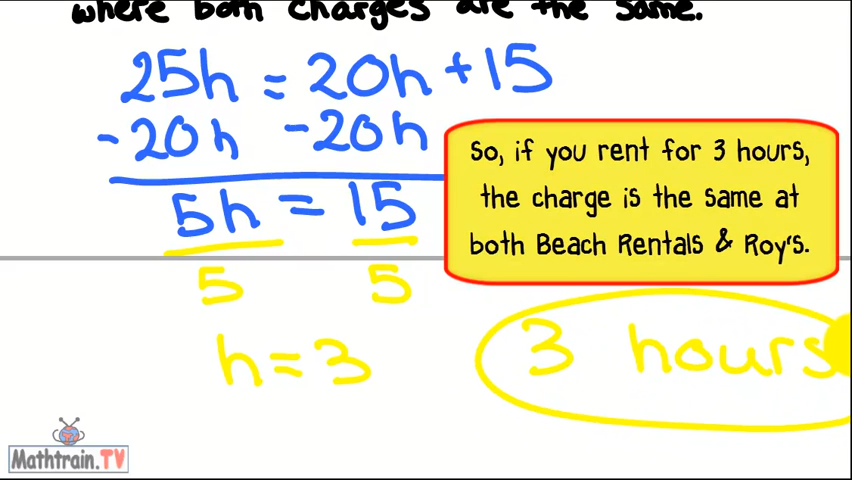 where both charges are the same.
25h = 20h + 15
-20h -20h
5h = 15
5 5
h = 3
So, if you rent for 3 hours,
the charge is the same at
both Beach Rentals & Roy's.
3 hours
Mathtrain.TV